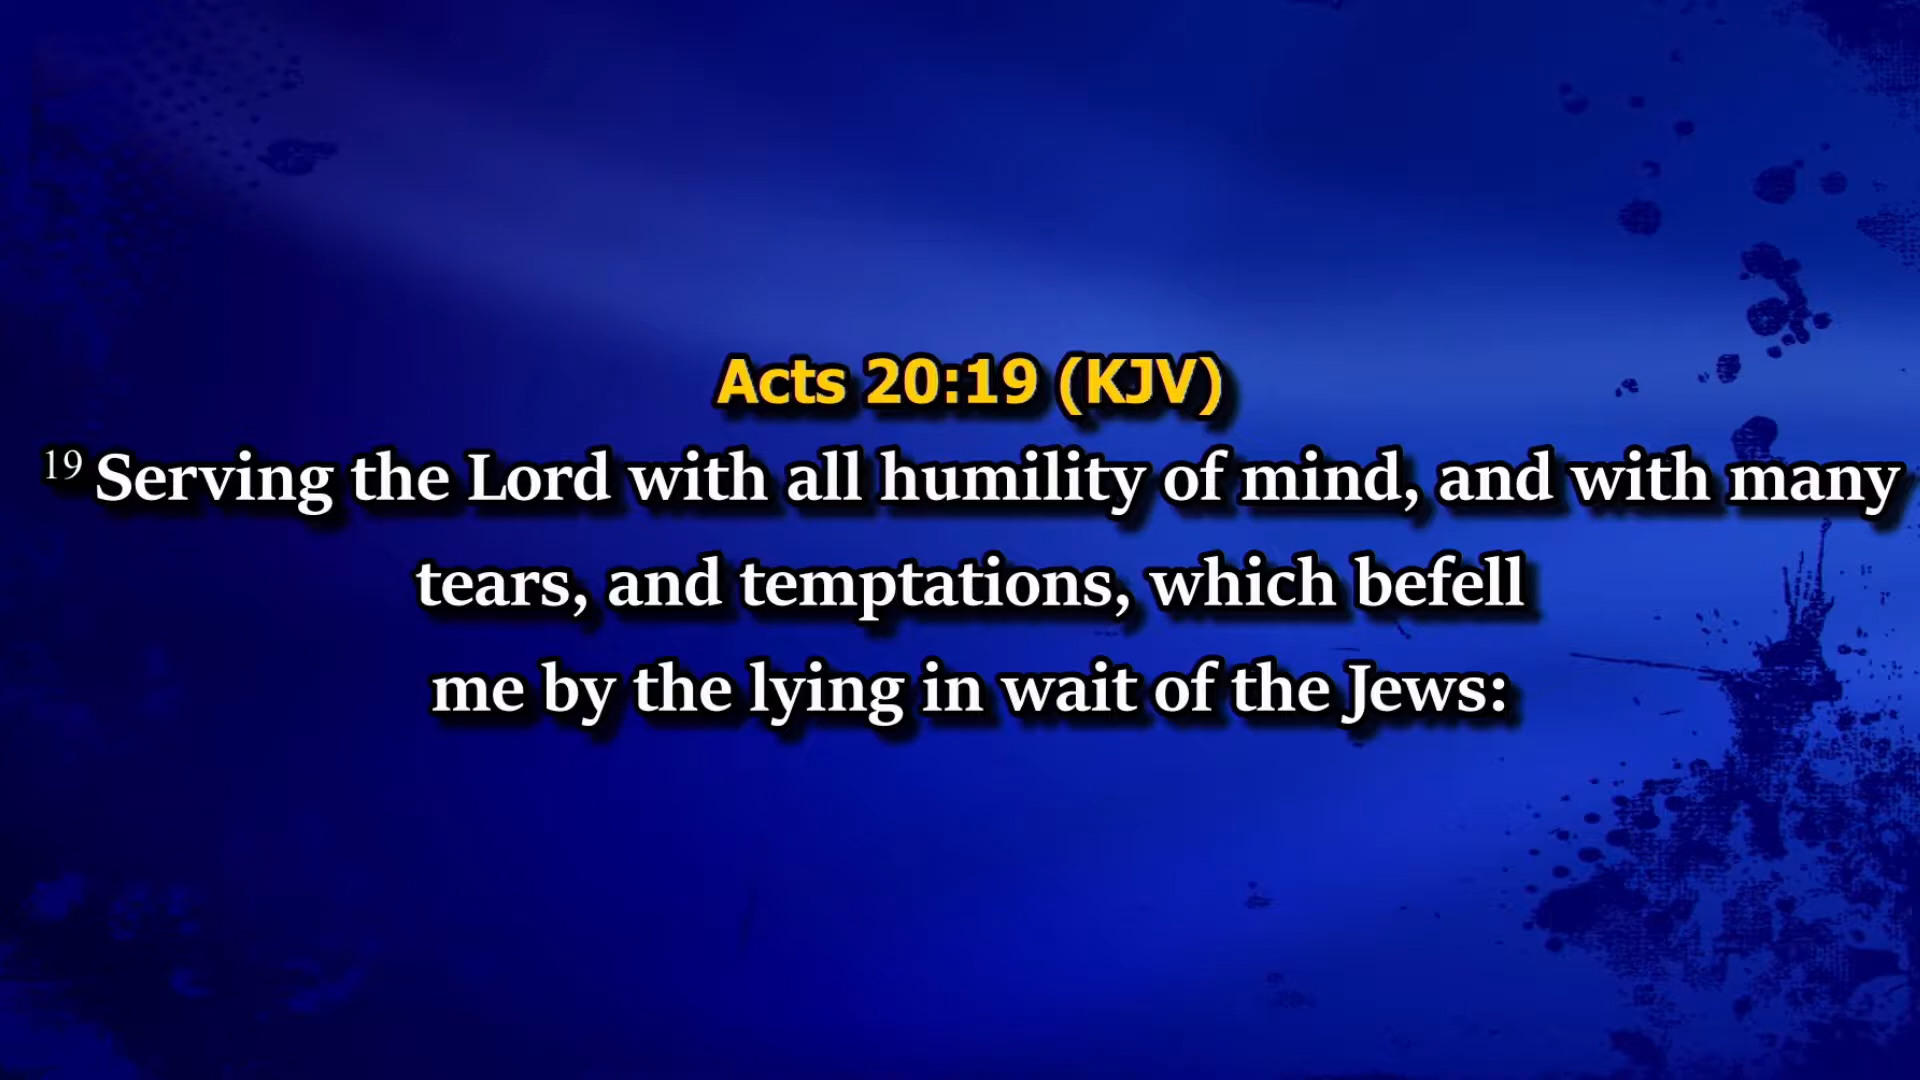 Acts 20:19 (KJV)
19 Serving the Lord with all humility of mind, and with many
tears, and temptations, which befell
me by the lying in wait of the Jews: